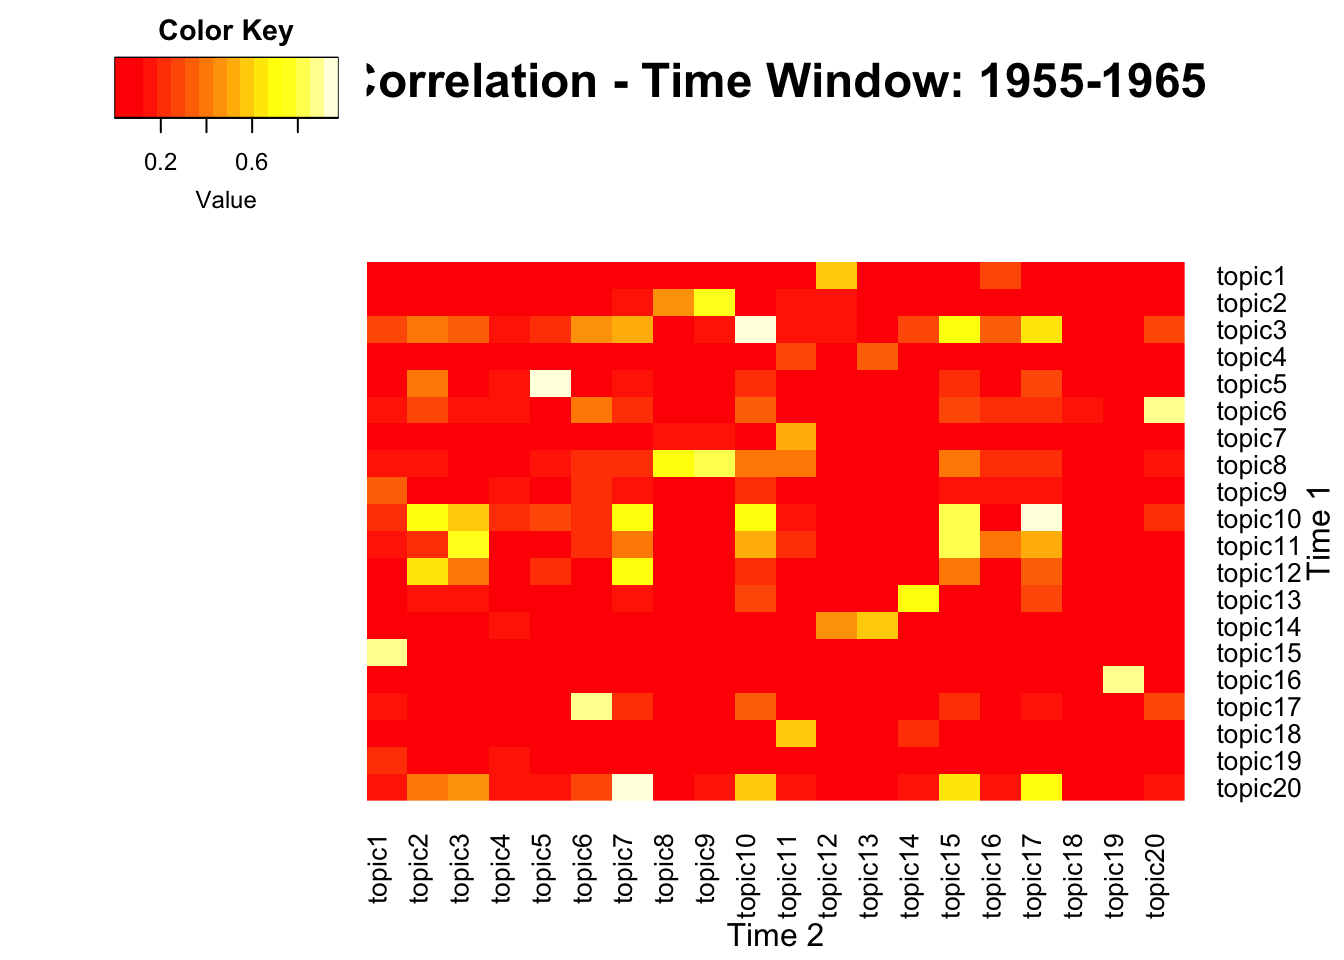 Color Key
0.2 0.6
Value
Correlation - Time Window: 1955-1965
topic1
topic2
topic3
topic4
topic5
topic6
topic7
topic8
topic9
topic10
topic11
topic12
topic13
topic14
topic15
topic16
topic17
topic18
topic19
topic20
Time 1
topic1
topic2
topic3
topic4
topic5
topic6
topic7
topic8
topic9
topic10
topic11
topic12
topic13
topic14
topic15
topic16
topic17
topic18
topic19
topic20
Time 2